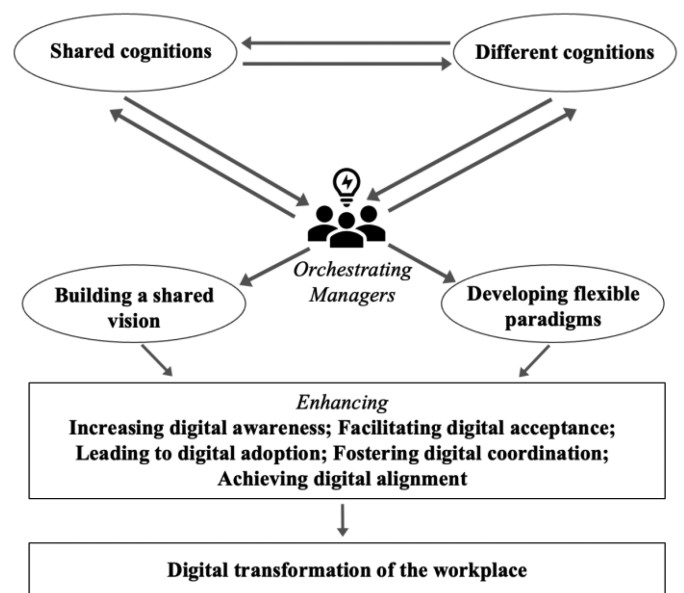 Shared cognitions
Different cognitions
Orchestrating
Managers
Building a shared
vision
Developing flexible
paradigms
Enhancing
Increasing digital awareness; Facilitating digital acceptance;
Leading to digital adoption; Fostering digital coordination;
Achieving digital alignment
Digital transformation of the workplace